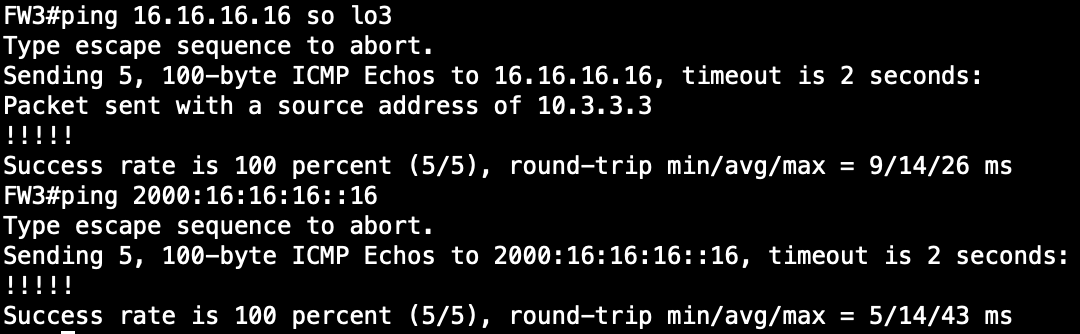 FW3#ping 16.16.16.16 so lo3
Type escape sequence to abort.
Sending 5, 100-byte ICMP Echos to 16.16.16.16, timeout is 2 seconds:
Packet sent with a source address of 10.3.3.3
!!!!!
Success rate is 100 percent (5/5), round-trip min/avg/max = 9/14/26 ms
FW3#ping 2000:16:16:16::16
Type escape sequence to abort.
Sending 5, 100-byte ICMP Echos to 2000:16:16:16::16, timeout is 2 seconds:
!!!!!
Success rate is 100 percent (5/5), round-trip min/avg/max = 5/14/43 ms